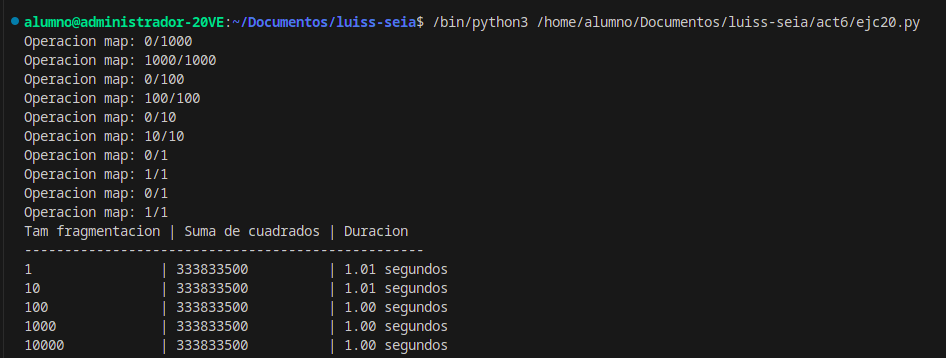 alumno@administrador-20VE:~/Documentos/luiss-seia$ /bin/python3 /home/alumno/Documentos/luiss-seia/act6/ejc20.py
Operacion map: 0/1000
Operacion map: 1000/1000
Operacion map: 0/100
Operacion map: 100/100
Operacion map: 0/10
Operacion map: 10/10
Operacion map: 0/1
Operacion map: 1/1
Operacion map: 0/1
Operacion map: 1/1
Tam fragmentacion | Suma de cuadrados | Duracion
--------------------------------------------------
1 | 333833500 | 1.01 segundos
10 | 333833500 | 1.01 segundos
100 | 333833500 | 1.00 segundos
1000 | 333833500 | 1.00 segundos
10000 | 333833500 | 1.00 segundos